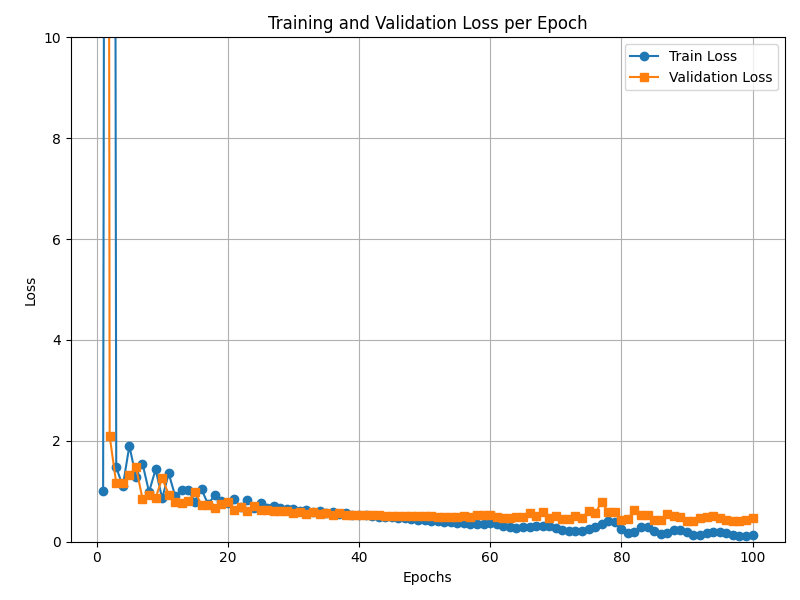 Training and Validation Loss per Epoch
Train Loss
Validation Loss
10
8
6
4
2
0
Loss
0 20 40 60 80 100
Epochs